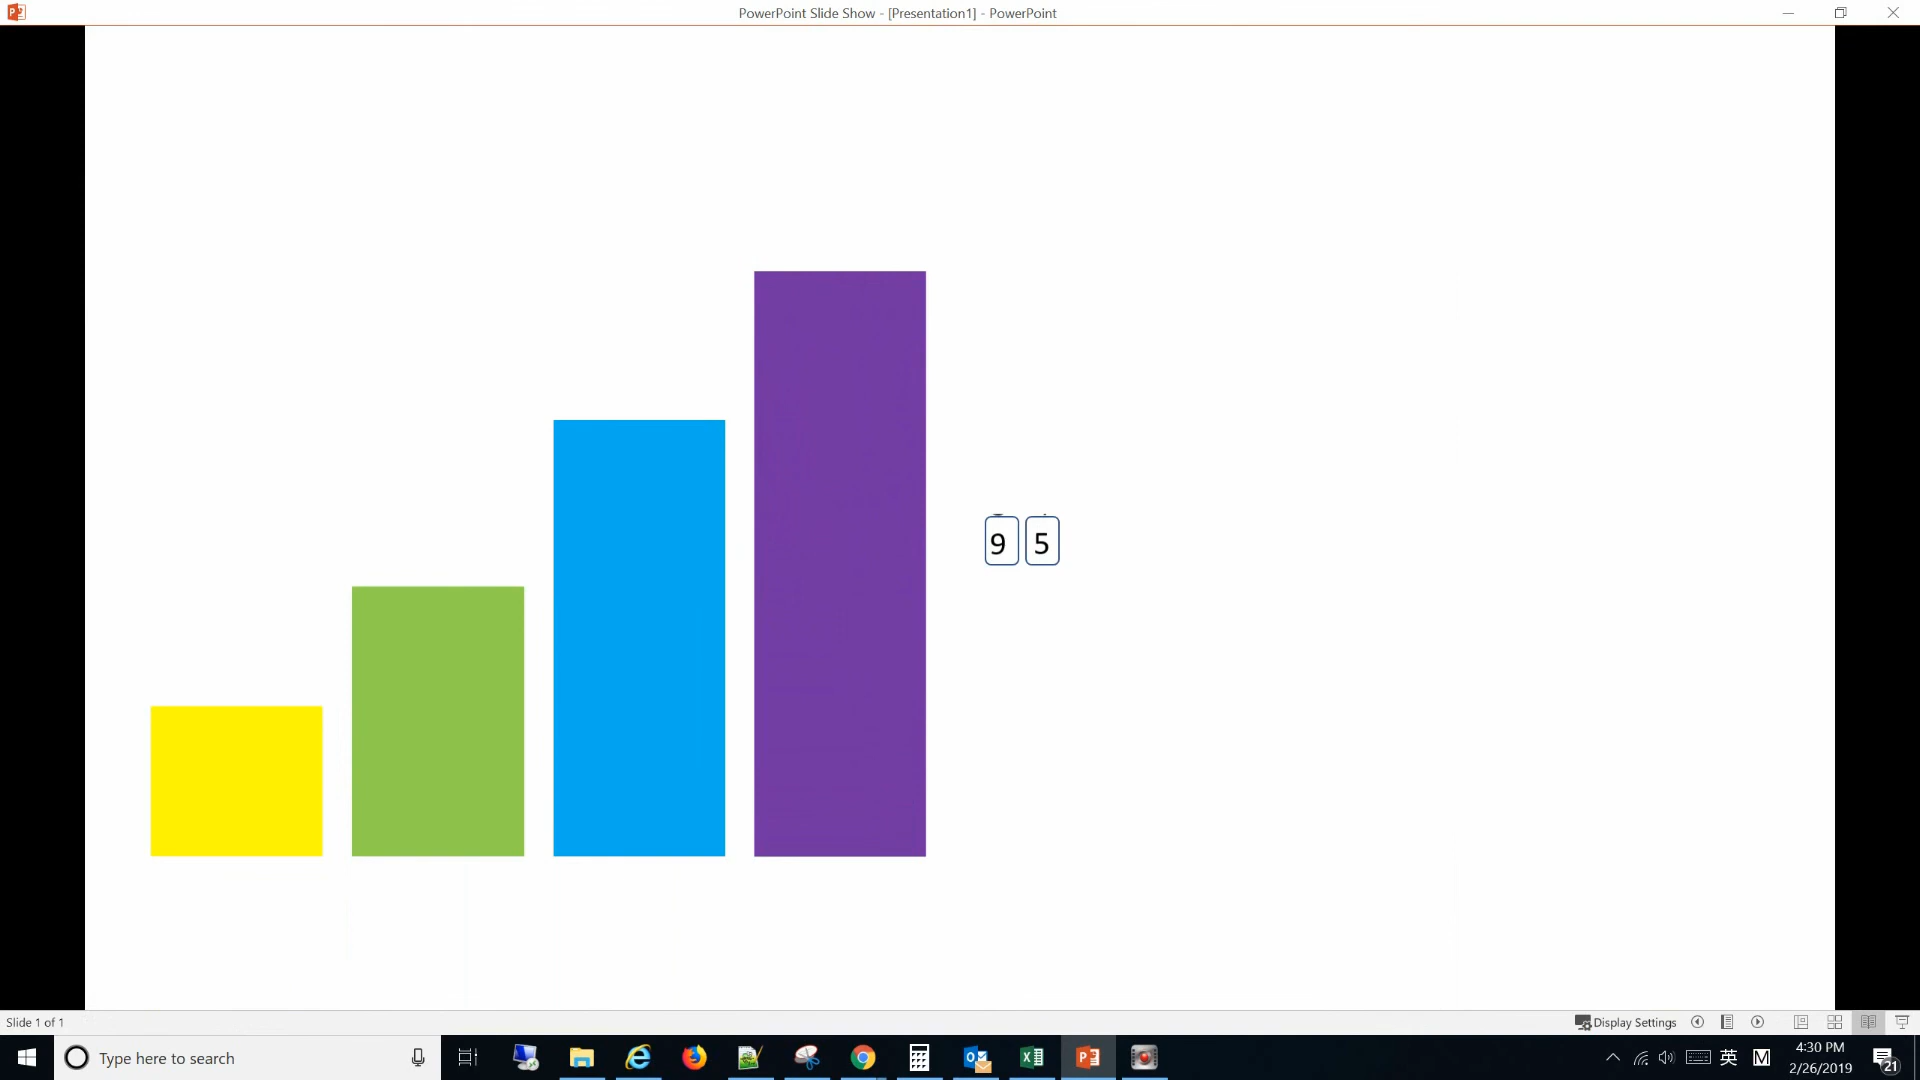 PowerPoint Slide Show - [Presentation1] - PowerPoint
9 5
Slide 1 of 1
Display Settings
Type here to search
英
M
4:30 PM
2/26/2019
21